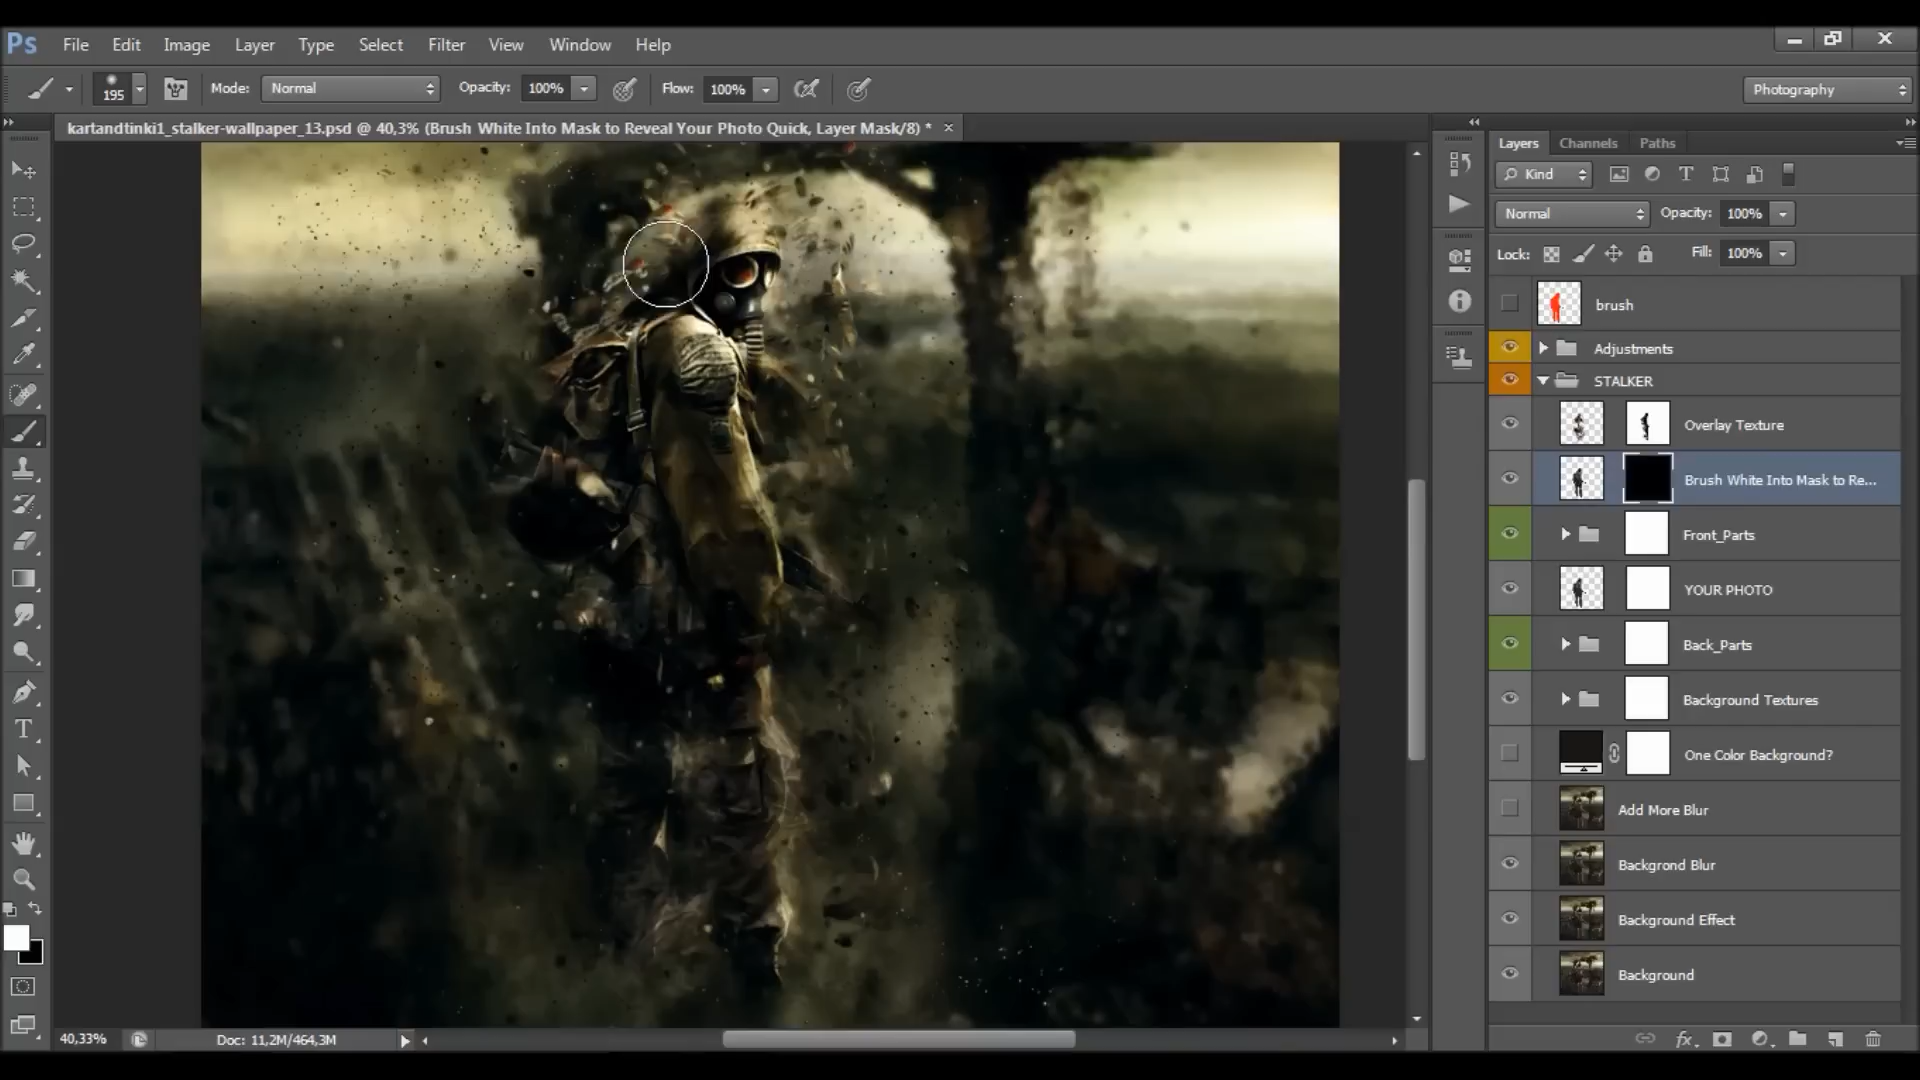 Ps File Edit Image Layer Type Select Filter View Window Help
195 Mode: Normal Opacity: 100% Flow: 100% Photography
kartandtinki1_stalker-wallpaper_13.psd @ 40,3% (Brush White Into Mask to Reveal Your Photo Quick, Layer Mask/8) * ×
Layers Channels Paths
Kind
Normal Opacity: 100%
Lock: Fill: 100%
brush
Adjustments
STALKER
Overlay Texture
Brush White Into Mask to Re...
Front_Parts
YOUR PHOTO
Back_Parts
Background Textures
One Color Background?
Add More Blur
Backgrond Blur
Background Effect
Background
40,33% Doc: 11,2M/464,3M